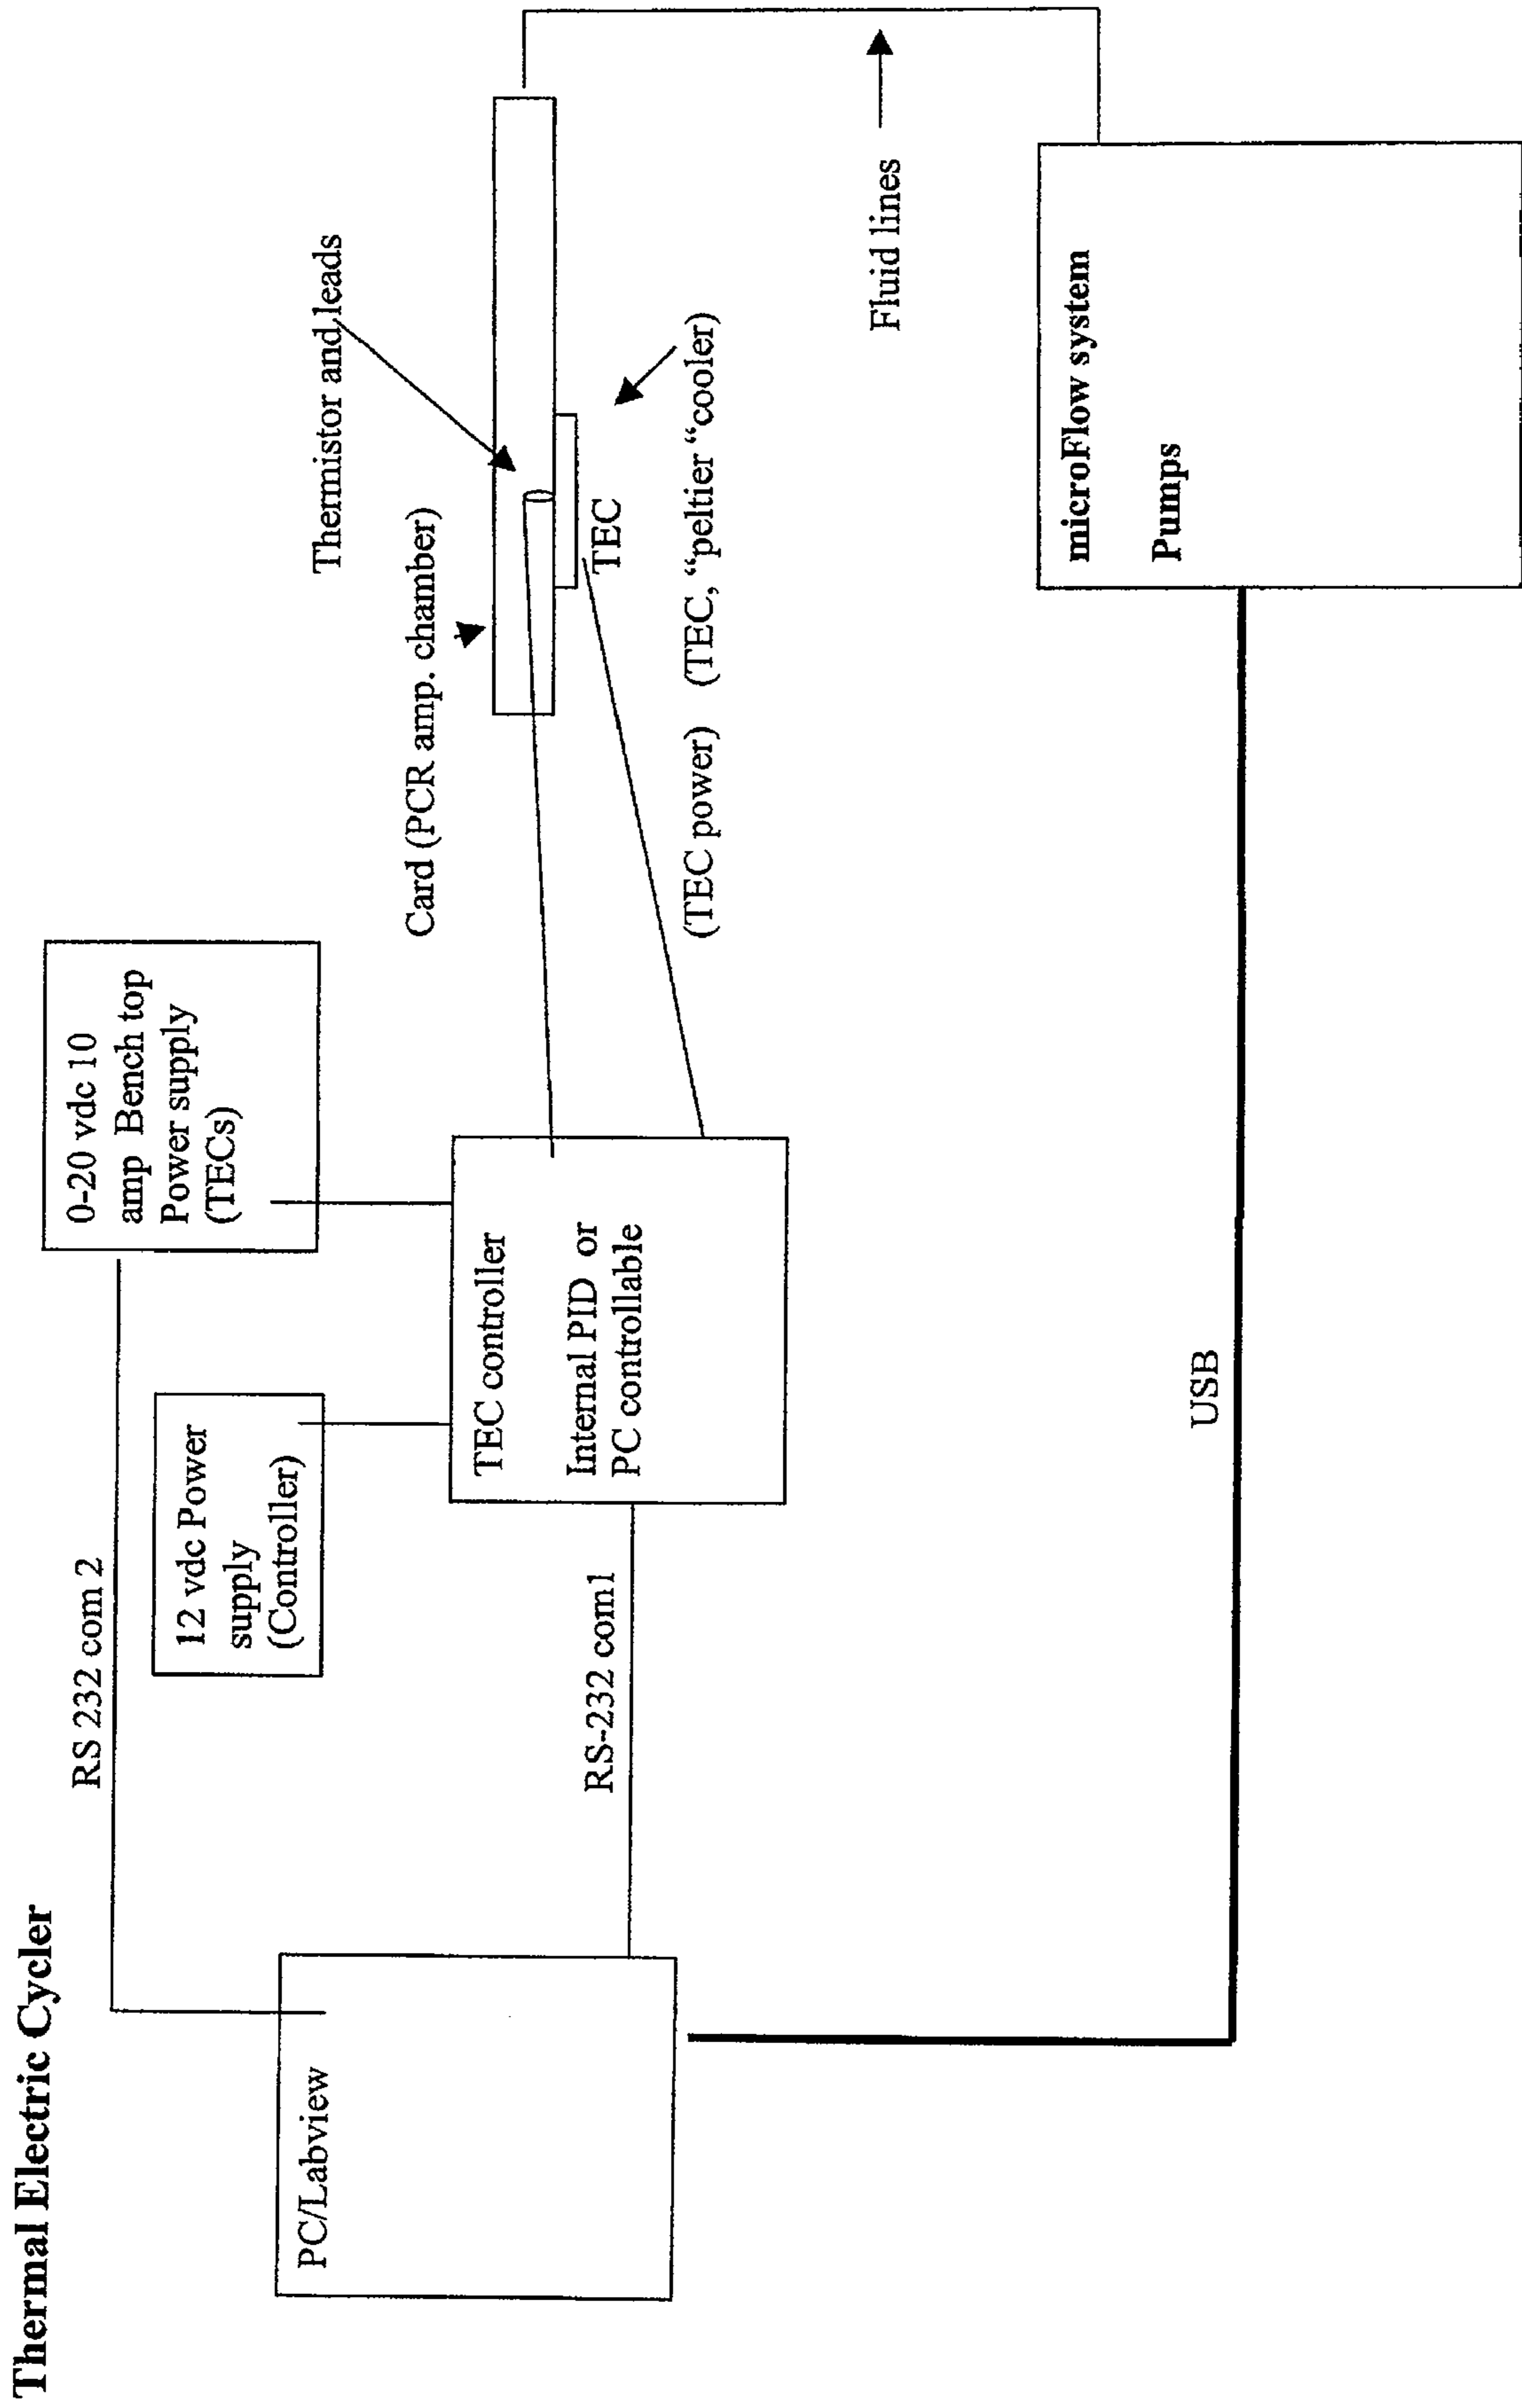 Thermal Electric Cycler
RS 232 com 2
0-20 vdc 10
amp Bench top
Power supply
(TECs)
12 vdc Power
supply
(Controller)
PC/Labview
RS-232 com1
TEC controller
Internal PID or
PC controllable
Thermistor and leads
Card (PCR amp. chamber)
TEC
(TEC power)
(TEC, “peltier “cooler)
Fluid lines
USB
microFlow system
Pumps